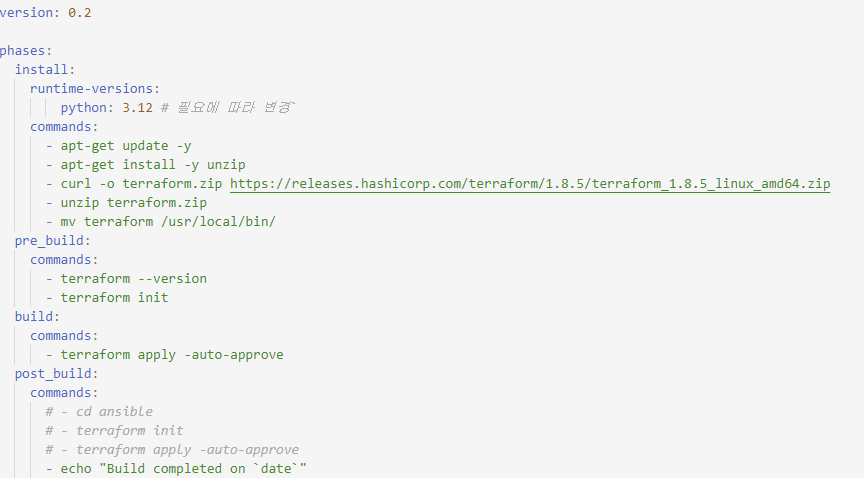 version: 0.2
phases:
install:
runtime-versions:
python: 3.12 # 필요에 따라 변경`
commands:
- apt-get update -y
- apt-get install -y unzip
- curl -o terraform.zip https://releases.hashicorp.com/terraform/1.8.5/terraform_1.8.5_linux_amd64.zip
- unzip terraform.zip
- mv terraform /usr/local/bin/
pre_build:
commands:
- terraform --version
- terraform init
build:
commands:
- terraform apply -auto-approve
post_build:
commands:
# - cd ansible
# - terraform init
# - terraform apply -auto-approve
- echo "Build completed on `date`"